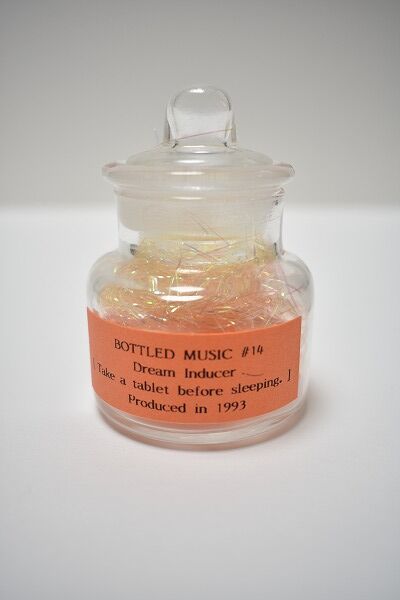 BOTTLED MUSIC #14
Dream Inducer
[ Take a tablet before sleeping. ]
Produced in 1993